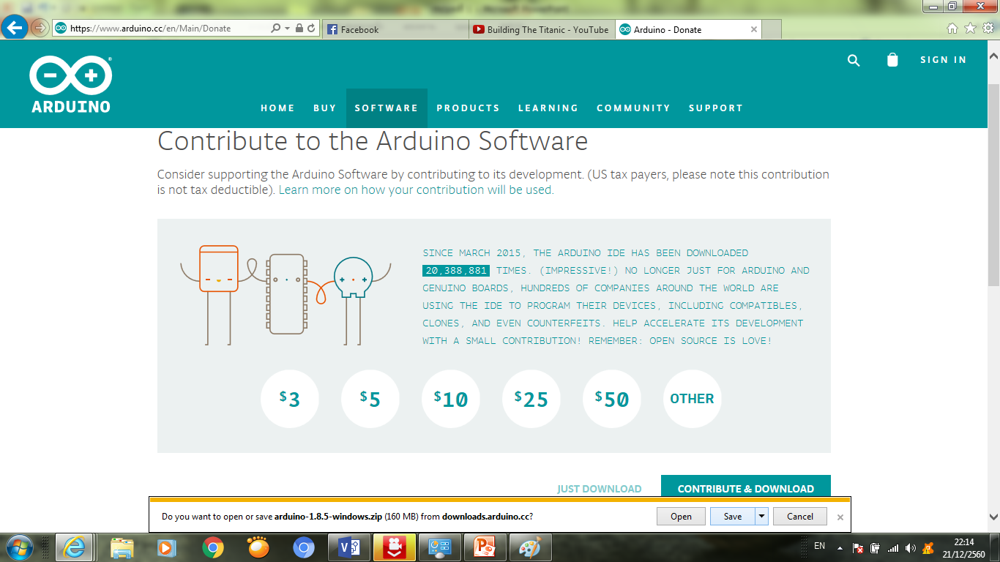 https://www.arduino.cc/en/Main/Donate
Facebook
Building The Titanic - YouTube
Arduino - Donate
ARDUINO
SIGN IN
HOME BUY SOFTWARE PRODUCTS LEARNING COMMUNITY SUPPORT
Contribute to the Arduino Software
Consider supporting the Arduino Software by contributing to its development. (US tax payers, please note this contribution
is not tax deductible). Learn more on how your contribution will be used.
SINCE MARCH 2015, THE ARDUINO IDE HAS BEEN DOWNLOADED
20,388,881 TIMES. (IMPRESSIVE!) NO LONGER JUST FOR ARDUINO AND
GENUINO BOARDS, HUNDREDS OF COMPANIES AROUND THE WORLD ARE
USING THE IDE TO PROGRAM THEIR DEVICES, INCLUDING COMPATIBLES,
CLONES, AND EVEN COUNTERFEITS. HELP ACCELERATE ITS DEVELOPMENT
WITH A SMALL CONTRIBUTION! REMEMBER: OPEN SOURCE IS LOVE!
$3 $5 $10 $25 $50 OTHER
JUST DOWNLOAD CONTRIBUTE & DOWNLOAD
Do you want to open or save arduino-1.8.5-windows.zip (160 MB) from downloads.arduino.cc? Open Save Cancel
EN
22:14
21/12/2560